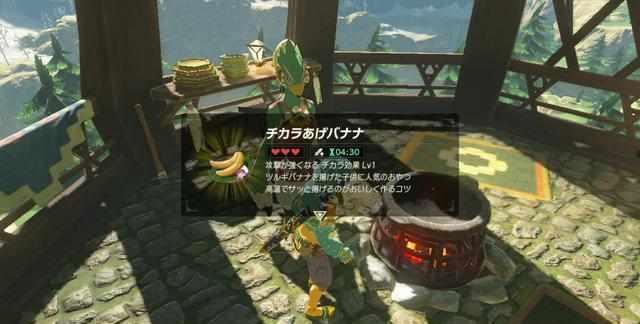 チカラあげバナナ
04:30
攻撃が強くなる チカラ効果 Lv1
ツルギバナナを揚げた子供に人気のおやつ
高温でサッと揚げるのがおいしく作るコツ